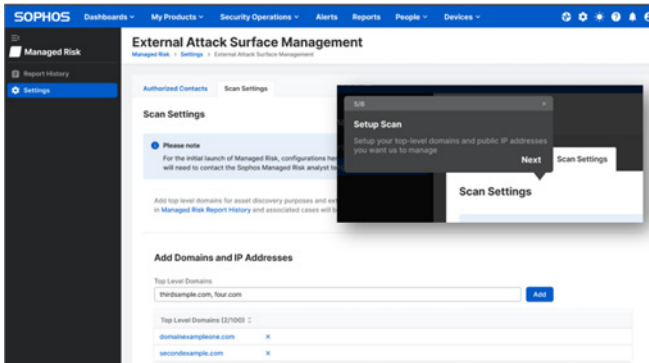 SOPHOS Dashboards My Products Security Operations Alerts Reports People Devices
Managed Risk
Report History
Settings
External Attack Surface Management
Managed Risk > Settings > External Attack Surface Management
Authorized Contacts Scan Settings
Scan Settings
Please note
For the initial launch of Managed Risk, configurations
will need to contact the Sophos Managed Risk analyst
Add top level domains for asset discovery purposes and
in Managed Risk Report History and associated cases will
5/8 ×
Setup Scan
Setup your top-level domains and public IP addresses
you want us to manage
Next
Scan Settings
Scan Settings
Add Domains and IP Addresses
Top Level Domains
thirdsample.com, four.com Add
Top Level Domains (2/100)
domainexampleone.com ×
secondexample.com ×